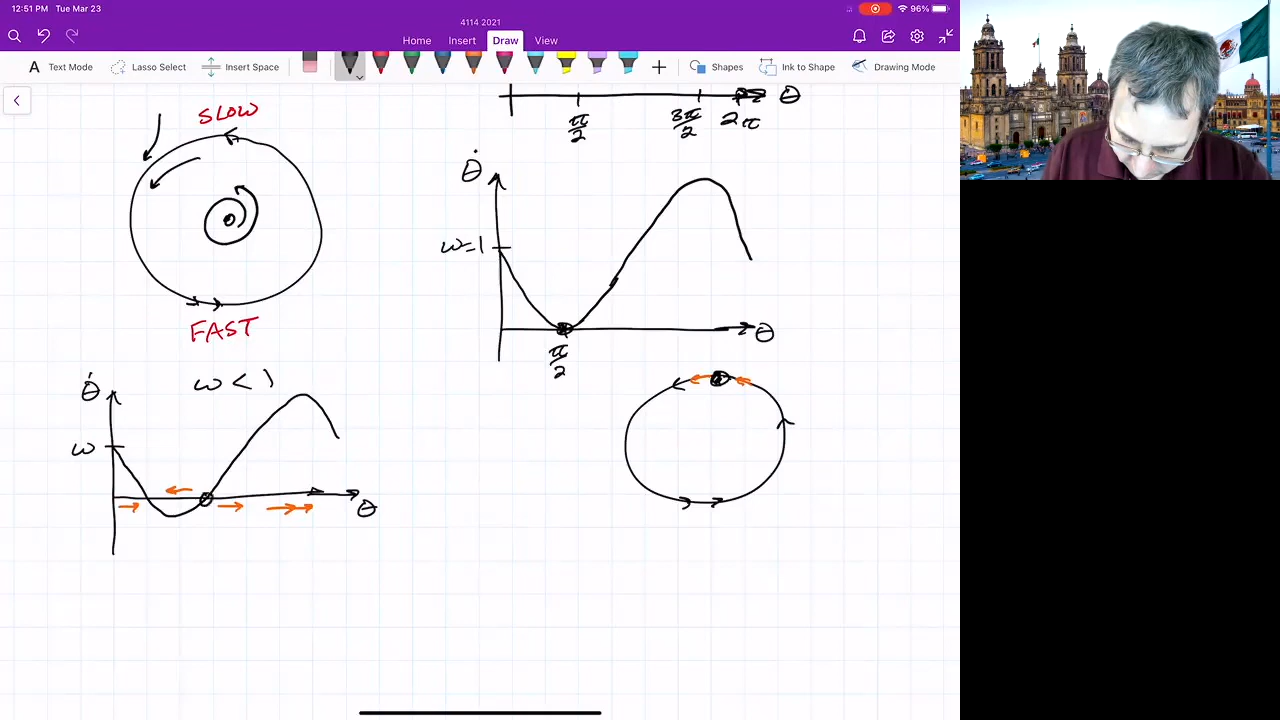 12:51 PM Tue Mar 23
96%
4114 2021
Home Insert Draw View
Text Mode Lasso Select Insert Space Shapes Ink to Shape Drawing Mode
SLOW
FAST
θ
π/2 3π/2 2π
θ̇
ω=1
θ
π/2
ω < 1
θ̇
ω
θ